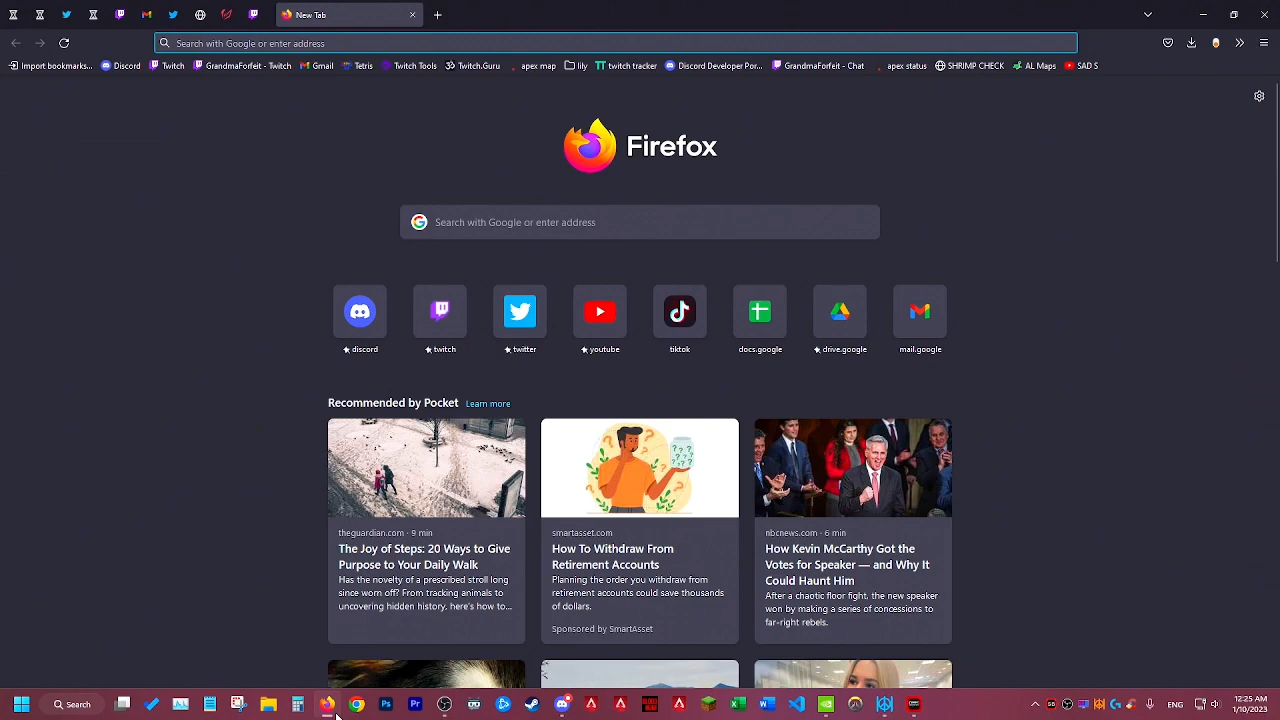 New Tab
Search with Google or enter address
Import bookmarks...
Discord
Twitch
GrandmaForfeit - Twitch
Gmail
Tetris
Twitch Tools
Twitch.Guru
apex map
lily
twitch tracker
Discord Developer Por...
GrandmaForfeit - Chat
apex status
SHRIMP CHECK
AL Maps
SAD S
Firefox
Search with Google or enter address
discord
twitch
twitter
youtube
tiktok
docs.google
drive.google
mail.google
Recommended by Pocket Learn more
theguardian.com · 9 min
The Joy of Steps: 20 Ways to Give
Purpose to Your Daily Walk
Has the novelty of a prescribed stroll long
since worn off? From tracking animals to
uncovering hidden history, here's how to...
smartasset.com
How To Withdraw From
Retirement Accounts
Planning the order you withdraw from
retirement accounts could save thousands
of dollars.
Sponsored by SmartAsset
nbcnews.com · 6 min
How Kevin McCarthy Got the
Votes for Speaker — and Why It
Could Haunt Him
After a chaotic floor fight, the new speaker
won by making a series of concessions to
far-right rebels.
Search
ENG
12:25 AM
1/10/2023